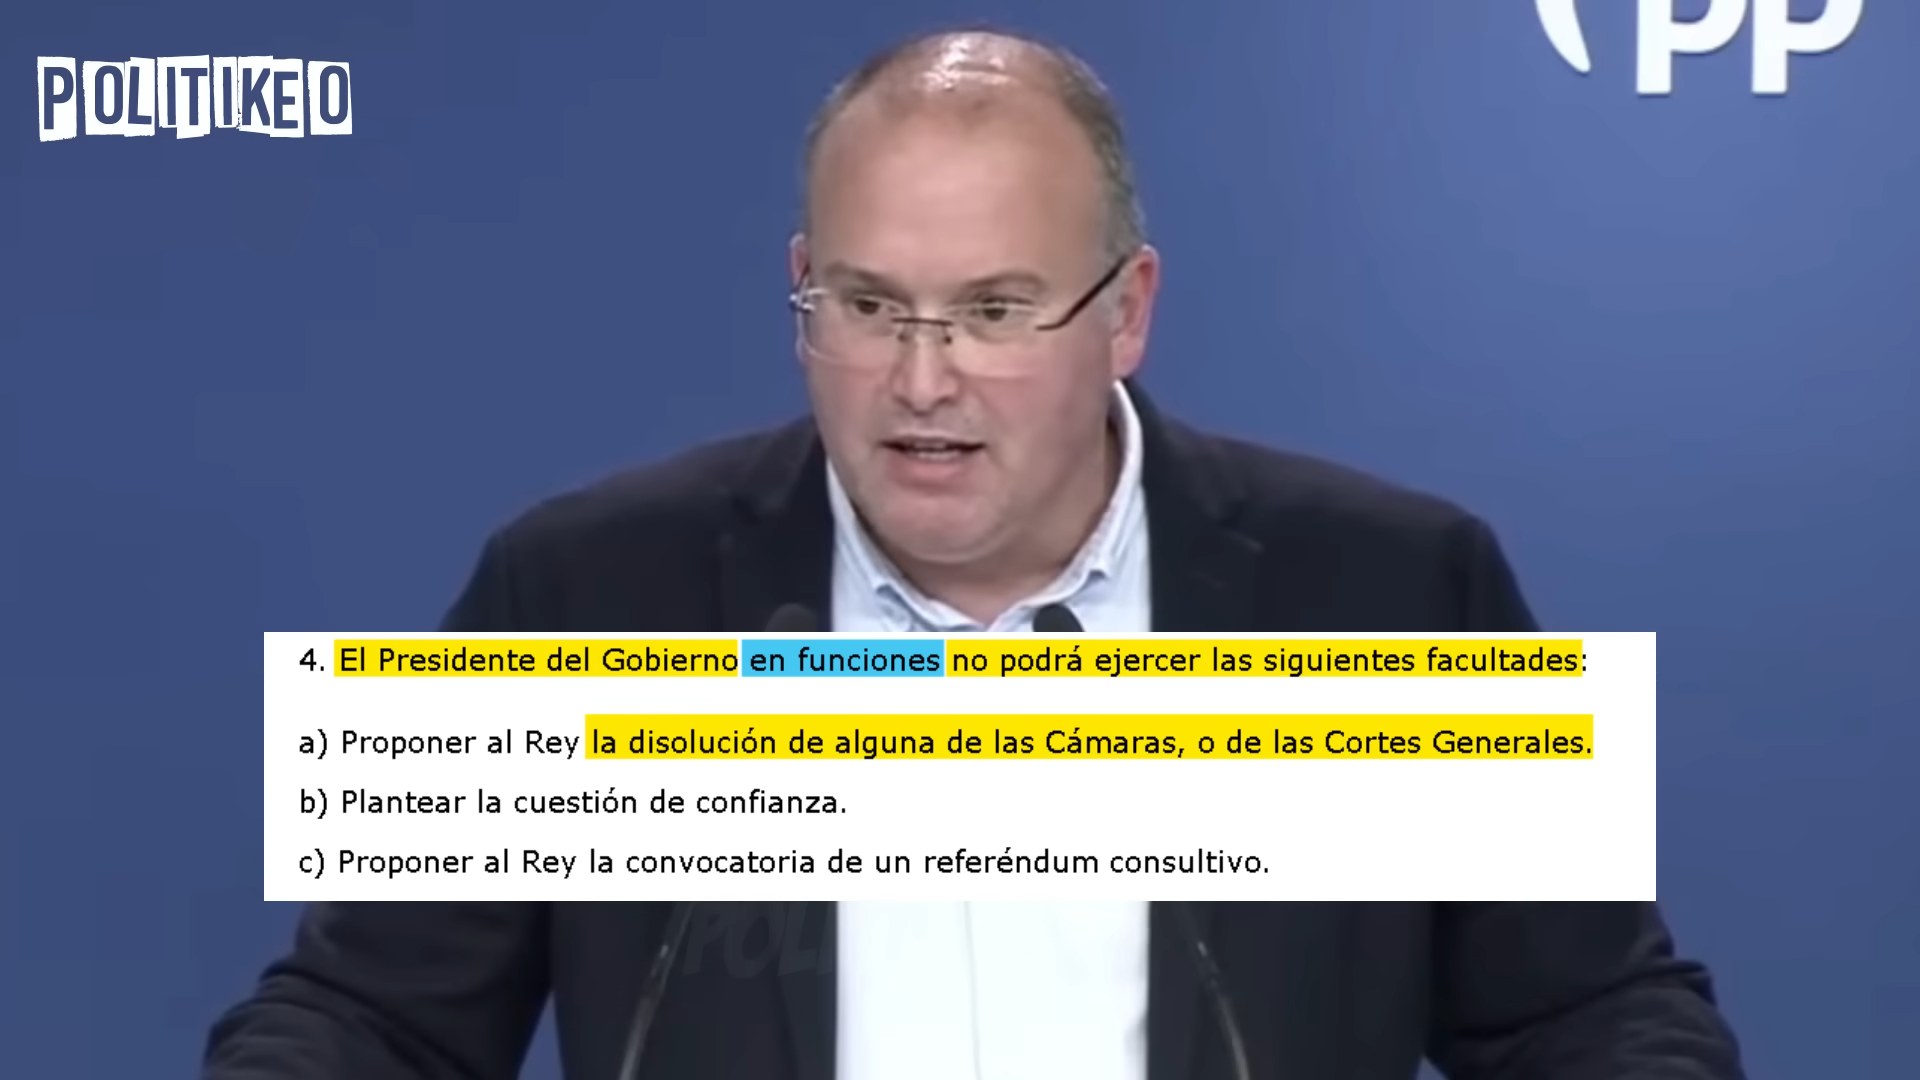 POLITIKEO
pp
4. El Presidente del Gobierno en funciones no podrá ejercer las siguientes facultades:
a) Proponer al Rey la disolución de alguna de las Cámaras, o de las Cortes Generales.
b) Plantear la cuestión de confianza.
c) Proponer al Rey la convocatoria de un referéndum consultivo.